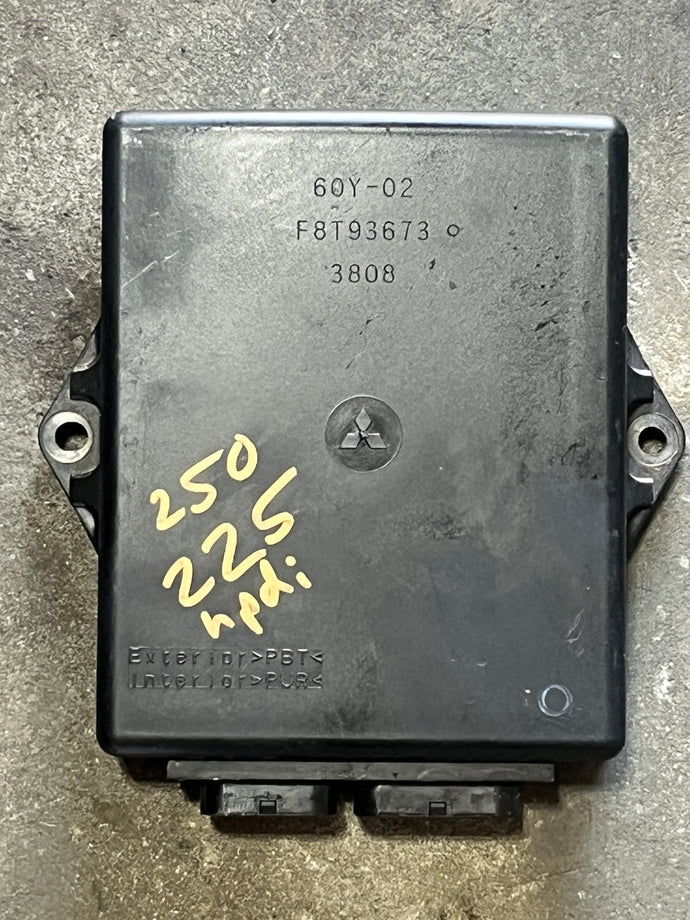 60Y-02
F8T93673
3808
250
225
hpdi
Exterior>PBT<
Interior>PUR<